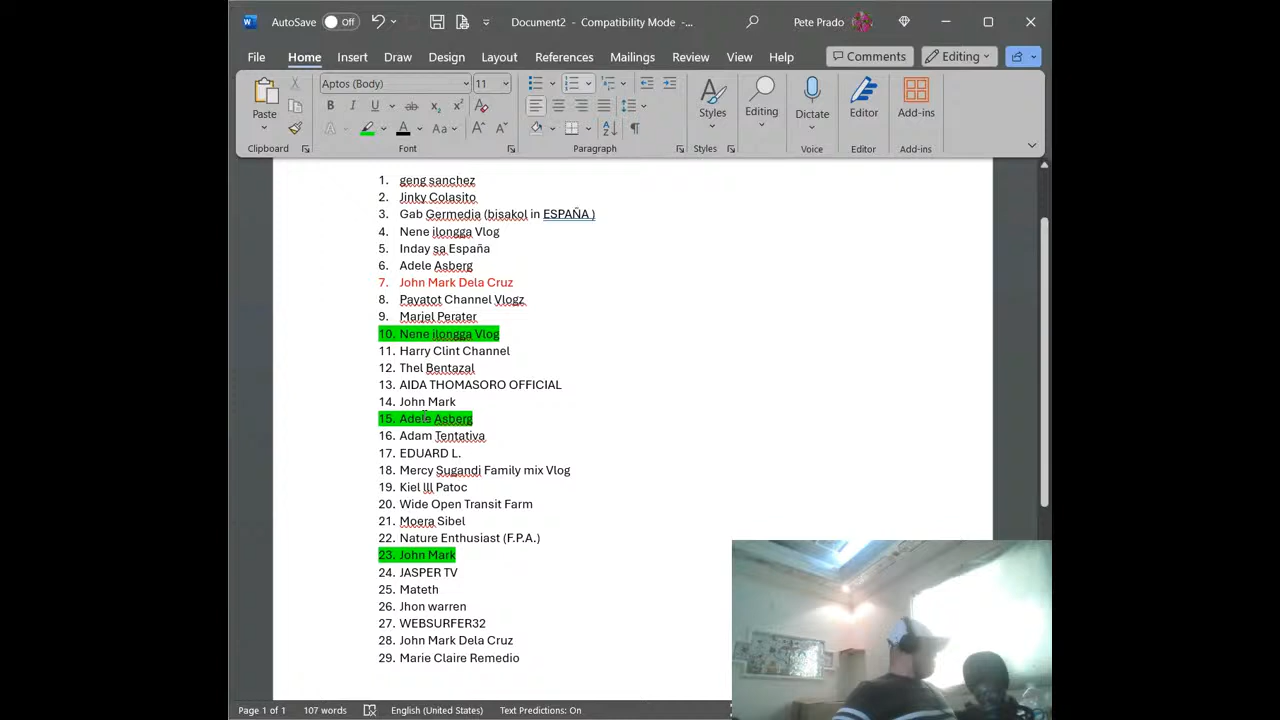 AutoSave Off Document2 - Compatibility Mode -... Pete Prado
File Home Insert Draw Design Layout References Mailings Review View Help Comments Editing
Aptos (Body) 11
Paste Styles Editing Dictate Editor Add-ins
Clipboard Font Paragraph Styles Voice Editor Add-ins
1. geng sanchez
2. Jinky Colasito
3. Gab Germedia (bisakol in ESPAÑA )
4. Nene ilongga Vlog
5. Inday sa España
6. Adele Asberg
7. John Mark Dela Cruz
8. Payatot Channel Vlogz
9. Marjel Perater
10. Nene ilongga Vlog
11. Harry Clint Channel
12. Thel Bentazal
13. AIDA THOMASORO OFFICIAL
14. John Mark
15. Adele Asberg
16. Adam Tentativa
17. EDUARD L.
18. Mercy Sugandi Family mix Vlog
19. Kiel lll Patoc
20. Wide Open Transit Farm
21. Moera Sibel
22. Nature Enthusiast (F.P.A.)
23. John Mark
24. JASPER TV
25. Mateth
26. Jhon warren
27. WEBSURFER32
28. John Mark Dela Cruz
29. Marie Claire Remedio
Page 1 of 1 107 words English (United States) Text Predictions: On